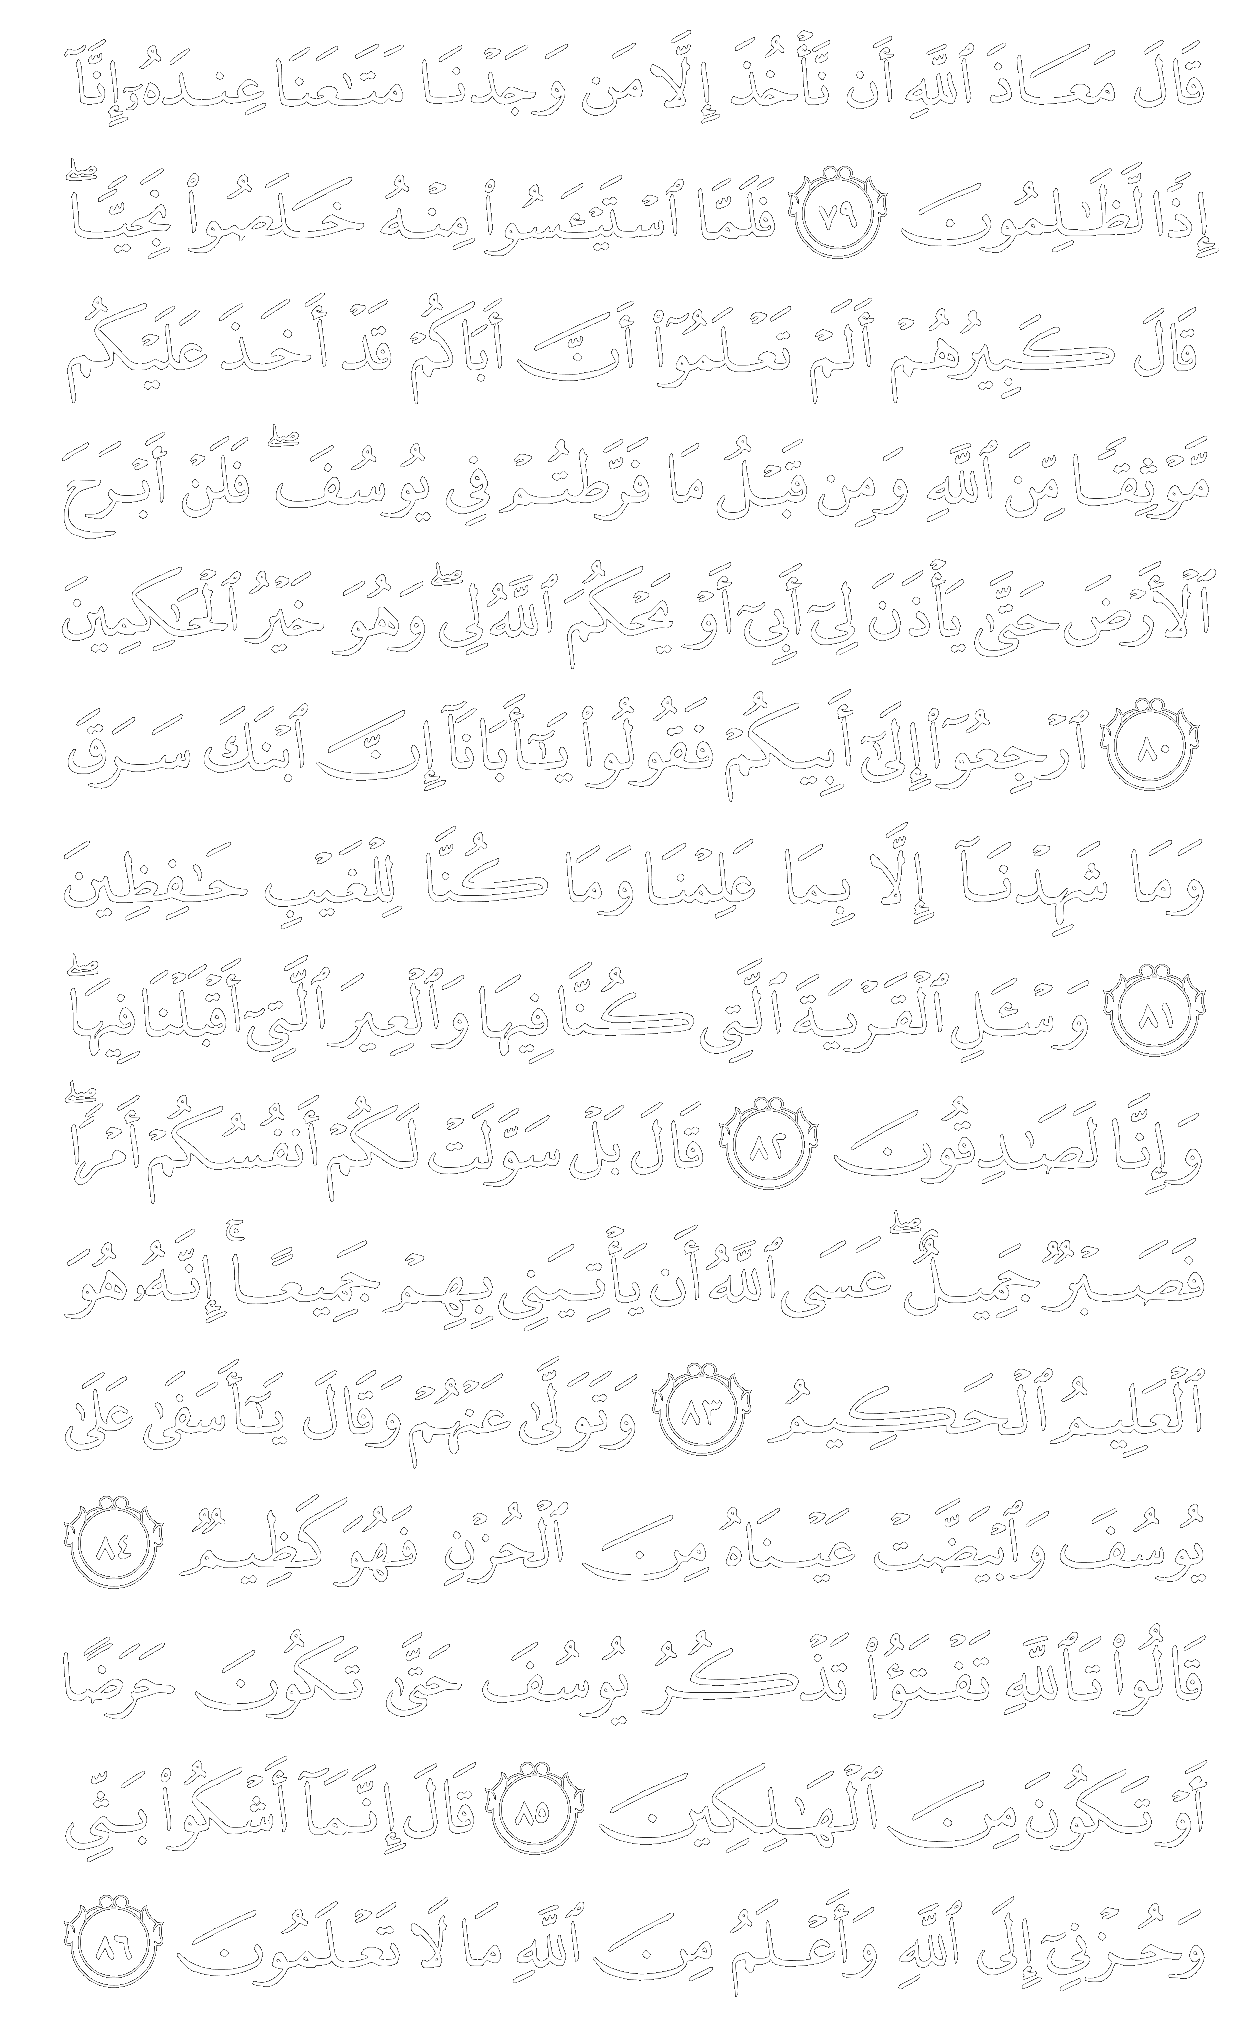 قَالَ مَعَاذَ ٱللَّهِ أَن نَّأْخُذَ إِلَّا مَن وَجَدْنَا مَتَٰعَنَا عِندَهُۥٓ إِنَّآ
إِذًا لَّظَٰلِمُونَ ٧٩ فَلَمَّا ٱسْتَيْـَٔسُوا۟ مِنْهُ خَلَصُوا۟ نَجِيًّا ۖ
قَالَ كَبِيرُهُمْ أَلَمْ تَعْلَمُوٓا۟ أَنَّ أَبَاكُمْ قَدْ أَخَذَ عَلَيْكُم
مَّوْثِقًا مِّنَ ٱللَّهِ وَمِن قَبْلُ مَا فَرَّطتُمْ فِى يُوسُفَ ۖ فَلَنْ أَبْرَحَ
ٱلْأَرْضَ حَتَّىٰ يَأْذَنَ لِىٓ أَبِىٓ أَوْ يَحْكُمَ ٱللَّهُ لِى ۖ وَهُوَ خَيْرُ ٱلْحَٰكِمِينَ
٨٠ ٱرْجِعُوٓا۟ إِلَىٰٓ أَبِيكُمْ فَقُولُوا۟ يَٰٓأَبَانَآ إِنَّ ٱبْنَكَ سَرَقَ
وَمَا شَهِدْنَآ إِلَّا بِمَا عَلِمْنَا وَمَا كُنَّا لِلْغَيْبِ حَٰفِظِينَ
٨١ وَسْـَٔلِ ٱلْقَرْيَةَ ٱلَّتِى كُنَّا فِيهَا وَٱلْعِيرَ ٱلَّتِىٓ أَقْبَلْنَا فِيهَا ۖ
وَإِنَّا لَصَٰدِقُونَ ٨٢ قَالَ بَلْ سَوَّلَتْ لَكُمْ أَنفُسُكُمْ أَمْرًا ۖ
فَصَبْرٌ جَمِيلٌ ۖ عَسَى ٱللَّهُ أَن يَأْتِيَنِى بِهِمْ جَمِيعًا ۚ إِنَّهُۥ هُوَ
ٱلْعَلِيمُ ٱلْحَكِيمُ ٨٣ وَتَوَلَّىٰ عَنْهُمْ وَقَالَ يَٰٓأَسَفَىٰ عَلَىٰ
يُوسُفَ وَٱبْيَضَّتْ عَيْنَاهُ مِنَ ٱلْحُزْنِ فَهُوَ كَظِيمٌ ٨٤
قَالُوا۟ تَٱللَّهِ تَفْتَؤُا۟ تَذْكُرُ يُوسُفَ حَتَّىٰ تَكُونَ حَرَضًا
أَوْ تَكُونَ مِنَ ٱلْهَٰلِكِينَ ٨٥ قَالَ إِنَّمَآ أَشْكُوا۟ بَثِّى
وَحُزْنِىٓ إِلَى ٱللَّهِ وَأَعْلَمُ مِنَ ٱللَّهِ مَا لَا تَعْلَمُونَ ٨٦